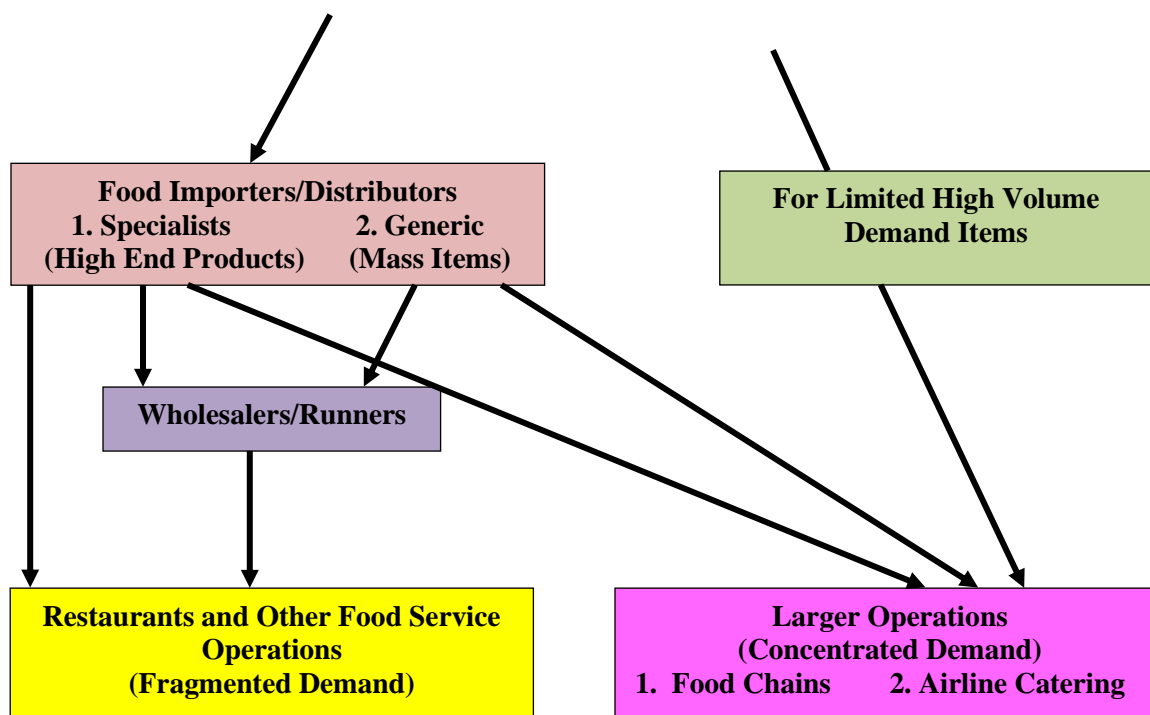 Food Importers/Distributors
1. Specialists 2. Generic
(High End Products) (Mass Items)
For Limited High Volume
Demand Items
Wholesalers/Runners
Restaurants and Other Food Service
Operations
(Fragmented Demand)
Larger Operations
(Concentrated Demand)
1. Food Chains 2. Airline Catering